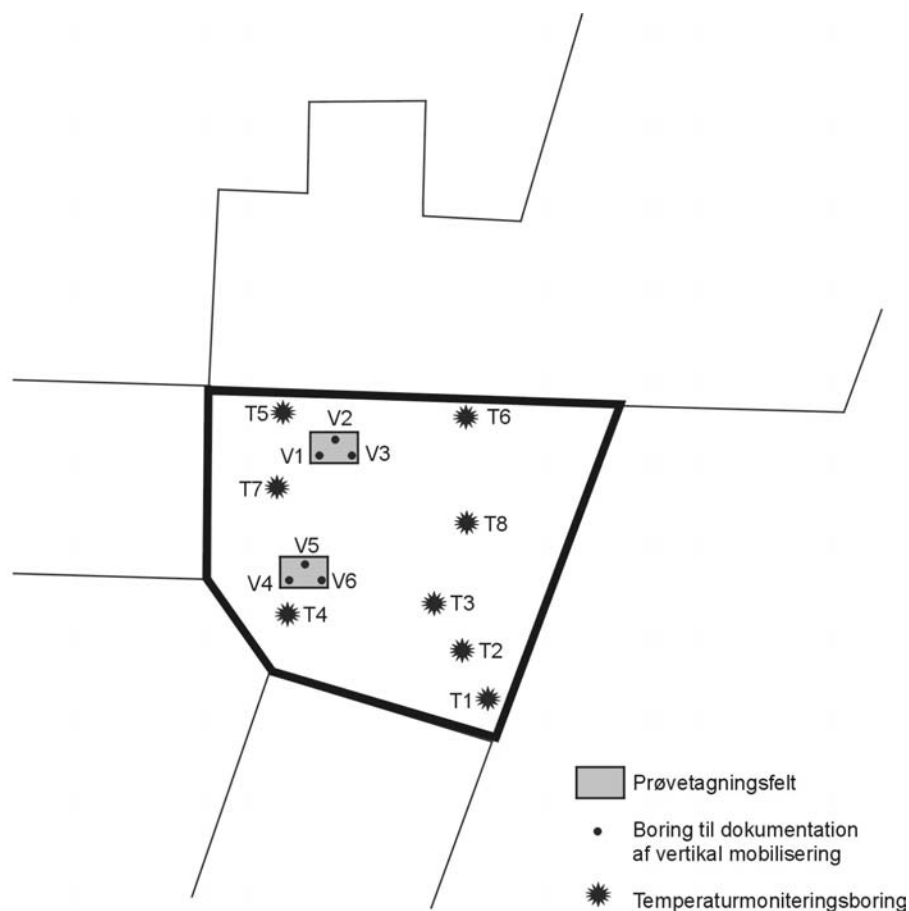 T5
V2
T6
V1
V3
T7
T8
V5
V4
V6
T4
T3
T2
T1
Prøvetagningsfelt
Boring til dokumentation
af vertikal mobilisering
Temperaturmoniteringsboring